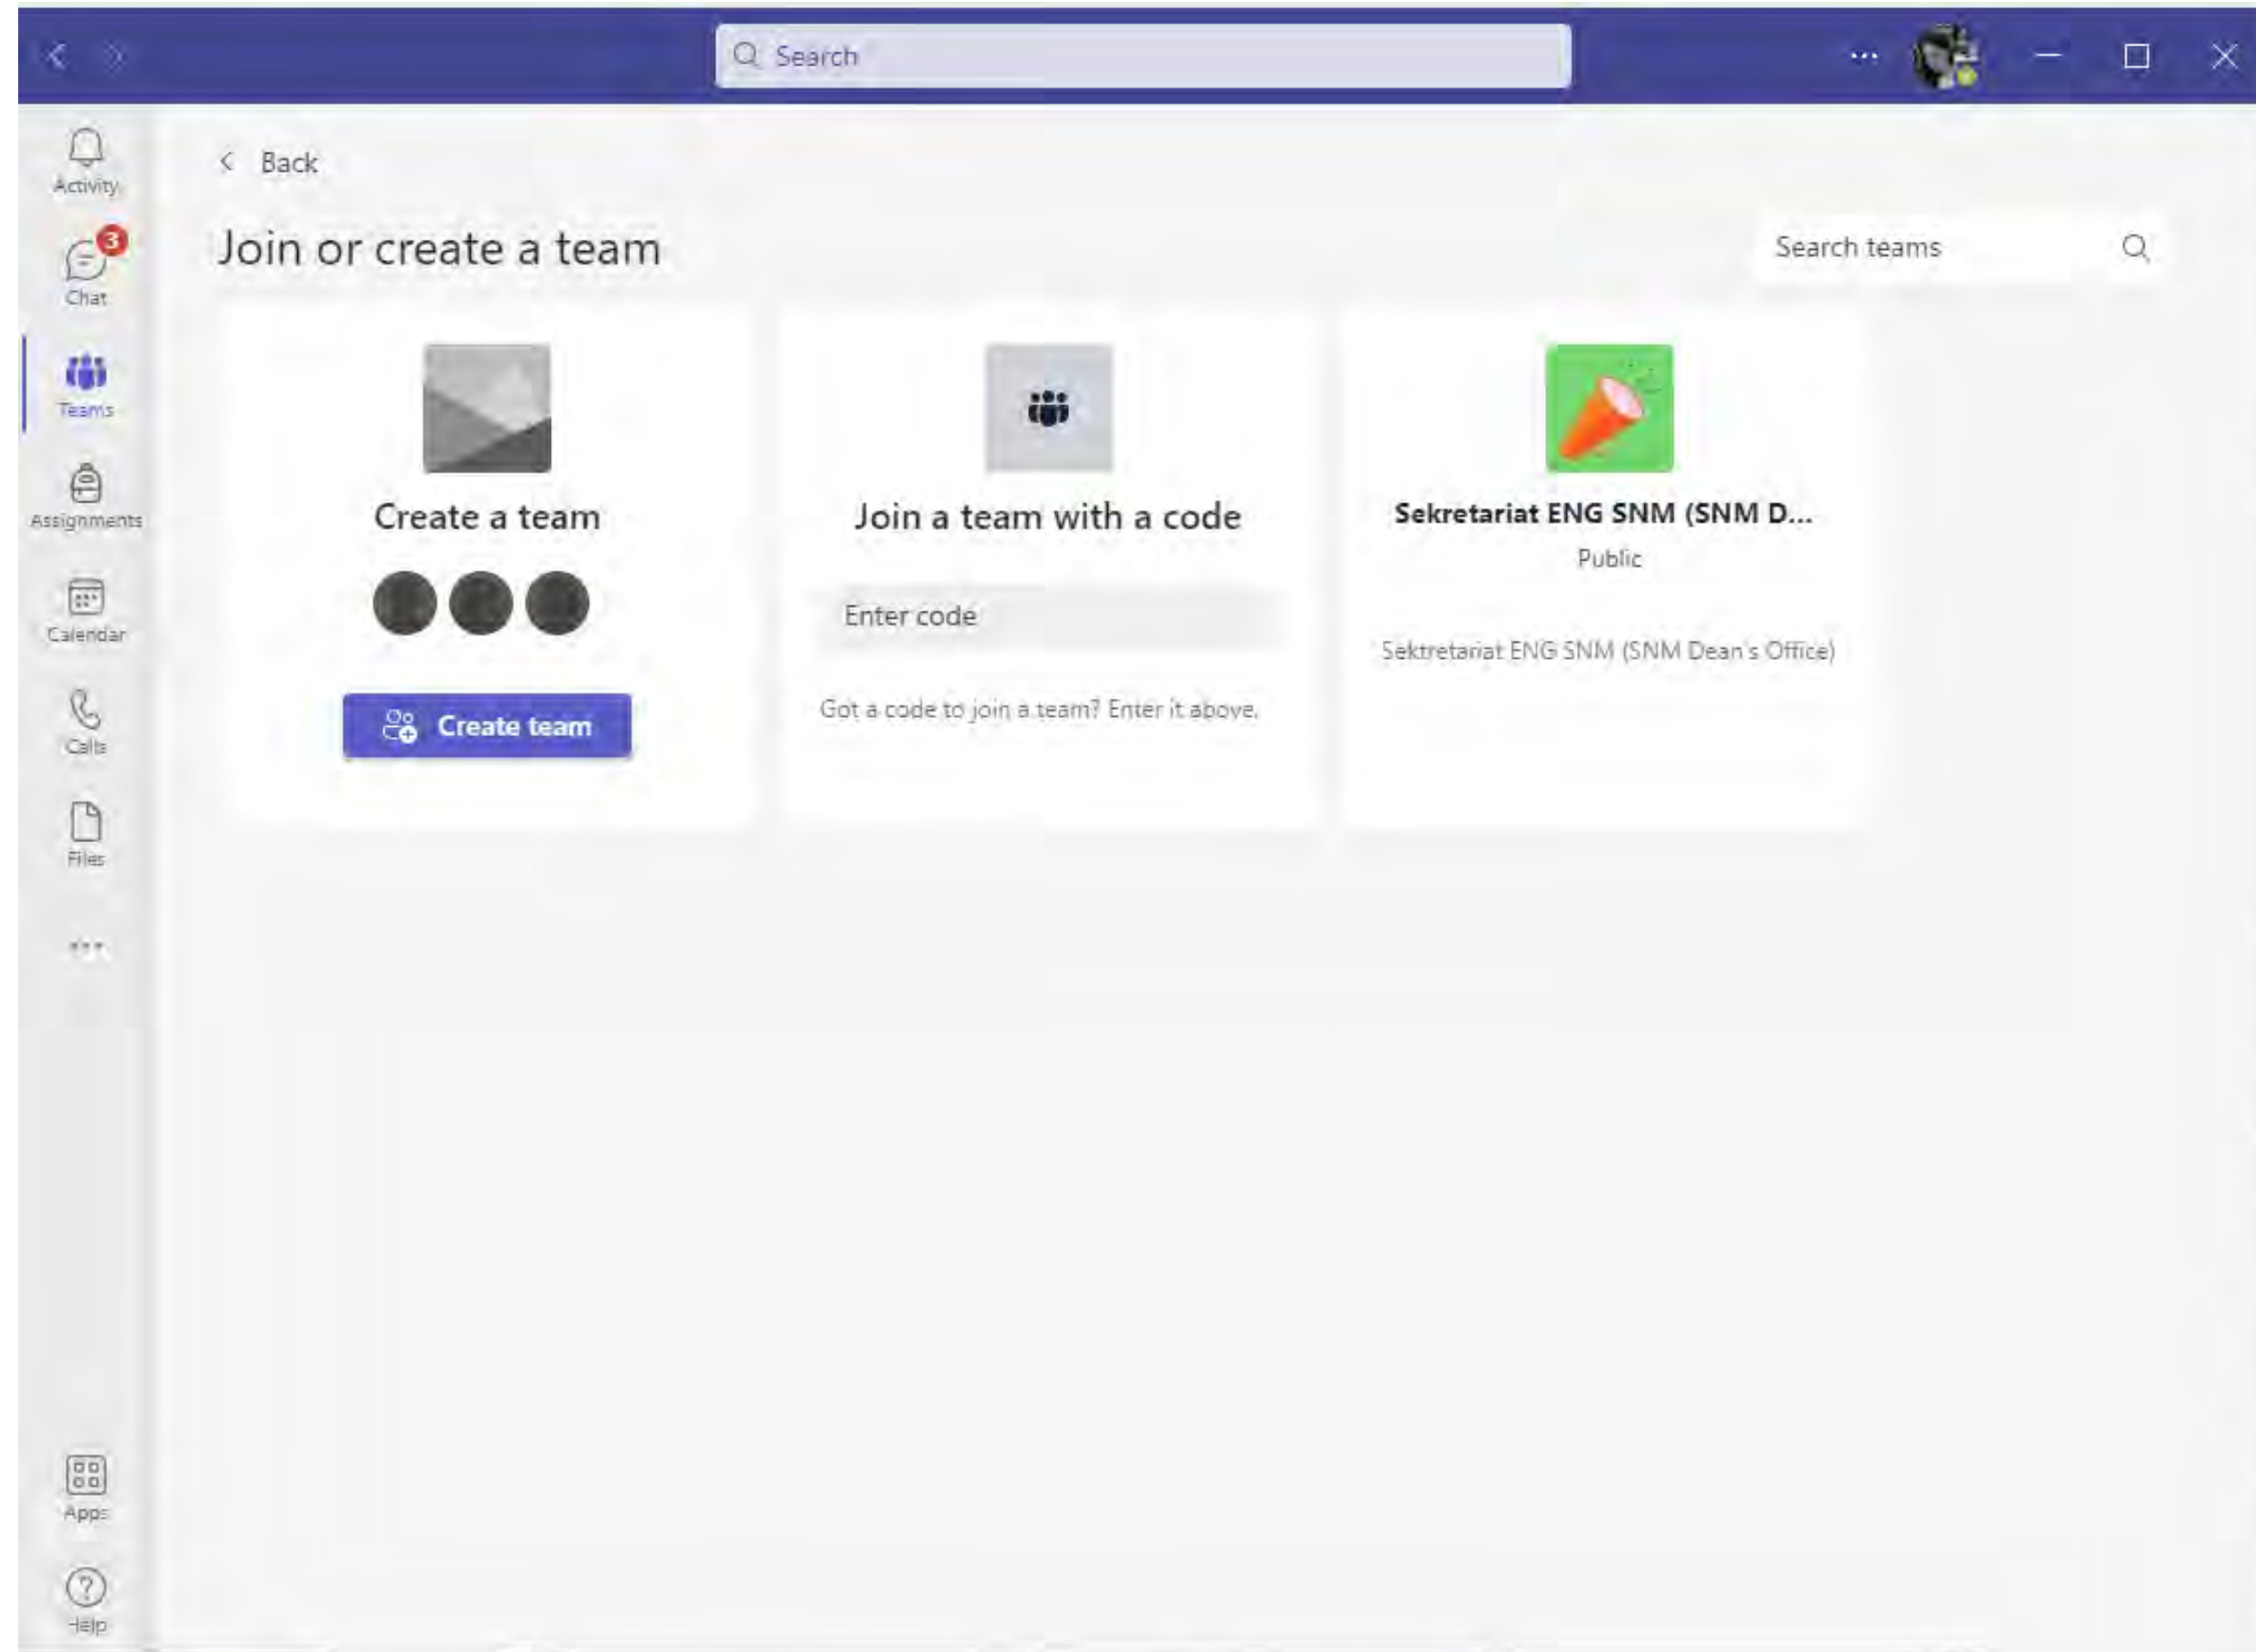 Search
Activity
3
Chat
Teams
Assignments
Calendar
Calls
Files
Apps
Help
Back
Join or create a team
Search teams
Create a team
Create team
Join a team with a code
Enter code
Got a code to join a team? Enter it above.
Sekretariat ENG SNM (SNM D...
Public
Sektretariat ENG SNM (SNM Dean's Office)